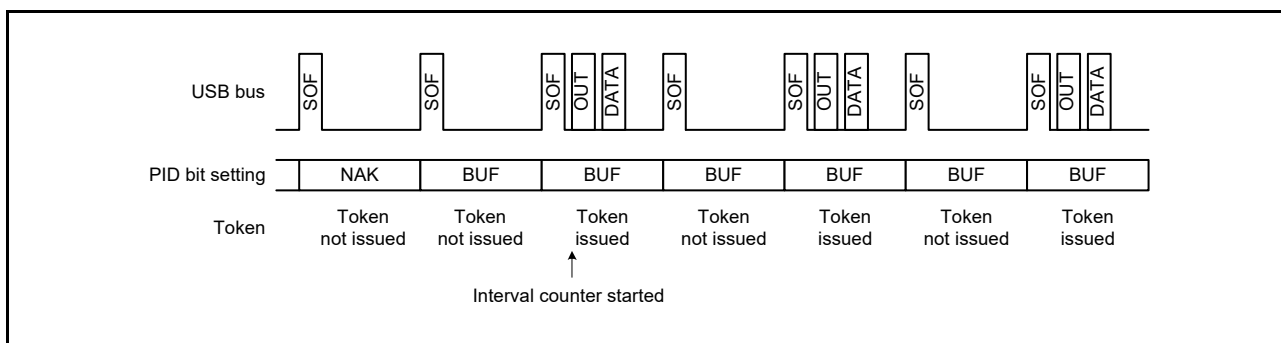 SOF SOF SOF OUT DATA SOF SOF OUT DATA SOF SOF OUT DATA
USB bus
PID bit setting NAK BUF BUF BUF BUF BUF BUF
Token Token not issued Token not issued Token issued Token not issued Token issued Token not issued Token issued
Interval counter started